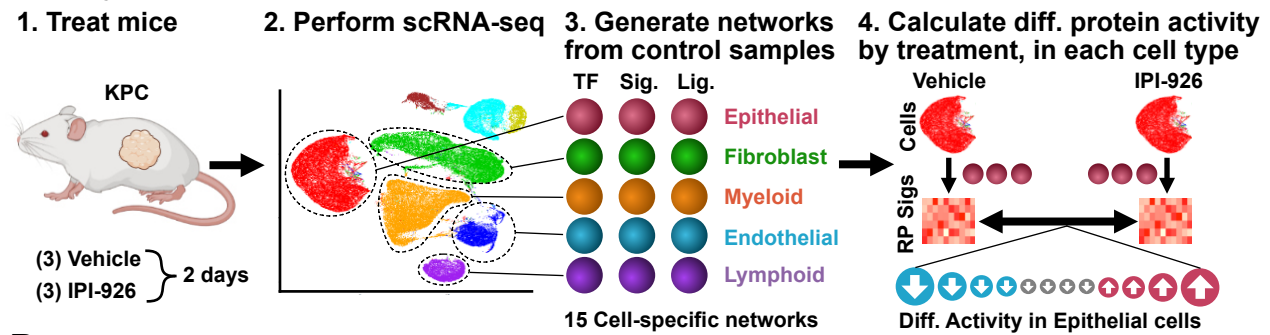 1. Treat mice
KPC
(3) Vehicle
(3) IPI-926
2 days
2. Perform scRNA-seq
3. Generate networks
from control samples
TF Sig. Lig.
Epithelial
Fibroblast
Myeloid
Endothelial
Lymphoid
15 Cell-specific networks
4. Calculate diff. protein activity
by treatment, in each cell type
Vehicle IPI-926
Cells
RP Sigs
Diff. Activity in Epithelial cells